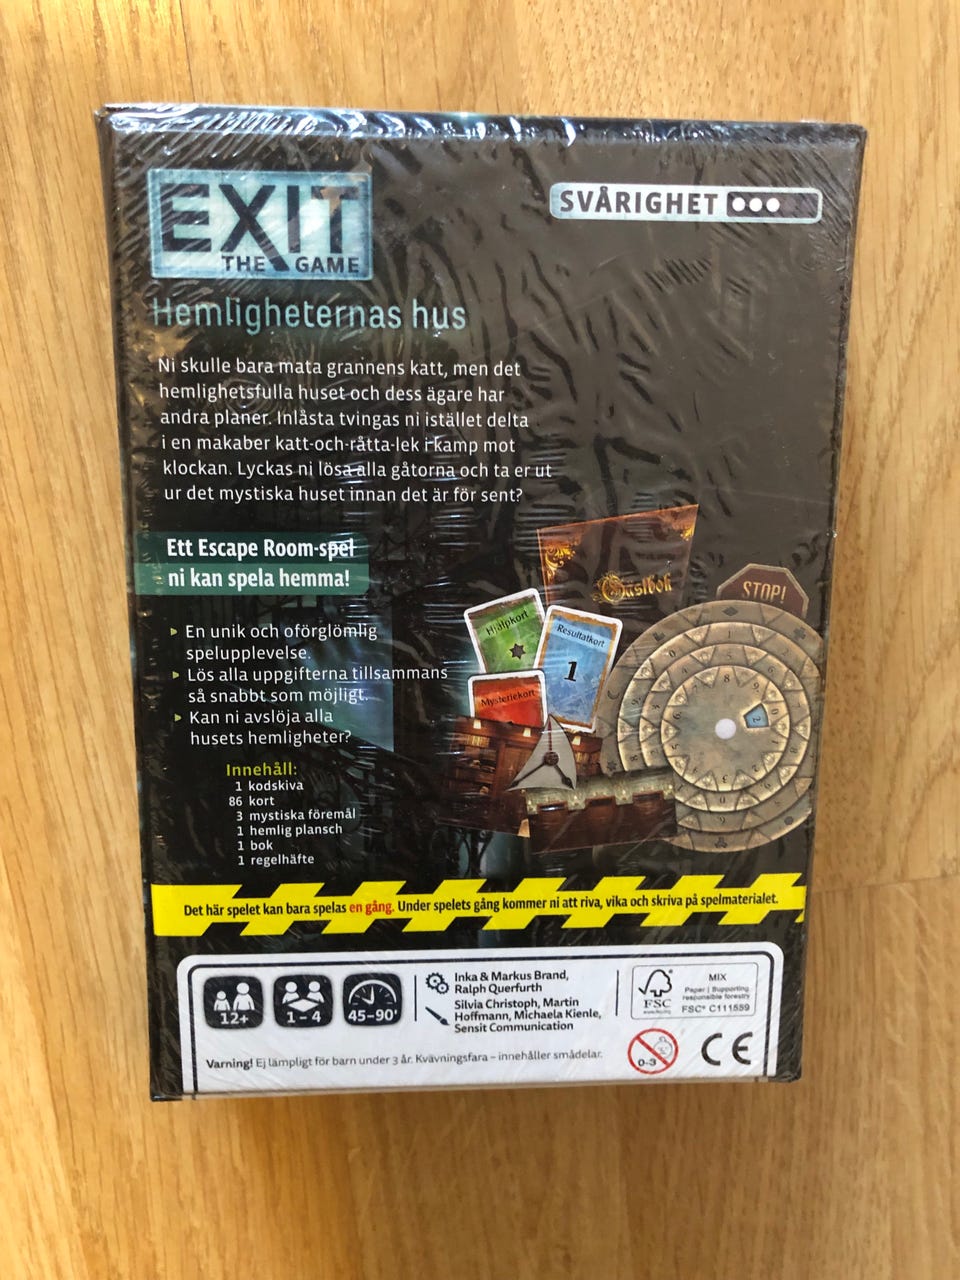 EXIT
THE GAME
SVÅRIGHET
Hemligheternas hus
Ni skulle bara mata grannens katt, men det
hemlighetsfulla huset och dess ägare har
andra planer. Inlåsta tvingas ni istället delta
i en makaber katt-och-råtta-lek i kamp mot
klockan. Lyckas ni lösa alla gåtorna och ta er ut
ur det mystiska huset innan det är för sent?
Ett Escape Room-spel
ni kan spela hemma!
En unik och oförglömlig
spelupplevelse.
Lös alla uppgifterna tillsammans
så snabbt som möjligt.
Kan ni avslöja alla
husets hemligheter?
Innehåll:
1 kodskiva
86 kort
3 mystiska föremål
1 hemlig plansch
1 bok
1 regelhäfte
Gästbok
STOP!
Hjälpkort
Resultatkort
1
Mysteriekort
Det här spelet kan bara spelas en gång. Under spelets gång kommer ni att riva, vika och skriva på spelmaterialet.
12+
1-4
45-90'
Inka & Markus Brand,
Ralph Querfurth
Silvia Christoph, Martin
Hoffmann, Michaela Kienle,
Sensit Communication
FSC
MIX
Paper | Supporting
responsible forestry
FSC® C111559
Varning! Ej lämpligt för barn under 3 år. Kvävningsfara – innehåller smådelar.
0-3
CE